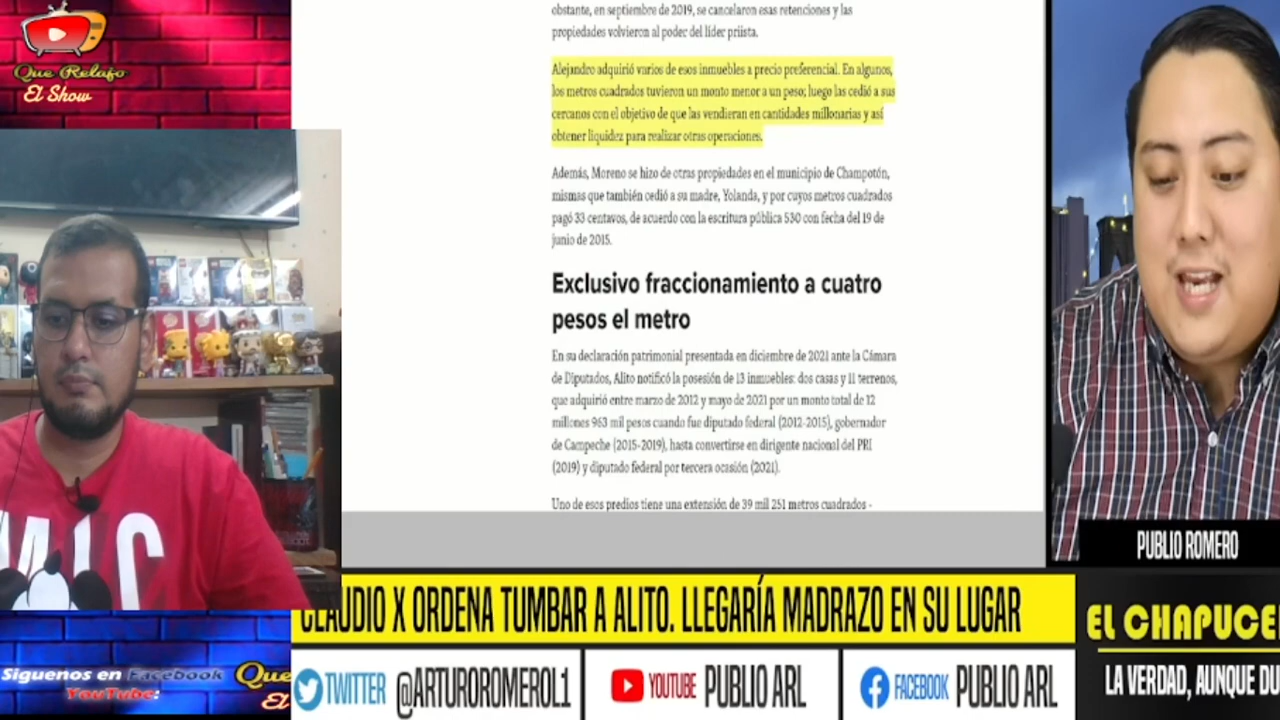 Que Relajo
El Show
obstante, en septiembre de 2019, se cancelaron esas retenciones y las
propiedades volvieron al poder del líder priista.
Alejandro adquirió varios de esos inmuebles a precio preferencial. En algunos,
los metros cuadrados tuvieron un monto menor a un peso; luego las cedió a sus
cercanos con el objetivo de que las vendieran en cantidades millonarias y así
obtener liquidez para realizar otras operaciones.
Además, Moreno se hizo de otras propiedades en el municipio de Champotón,
mismas que también cedió a su madre, Yolanda, y por cuyos metros cuadrados
pagó 33 centavos, de acuerdo con la escritura pública 530 con fecha del 19 de
junio de 2015.
Exclusivo fraccionamiento a cuatro
pesos el metro
En su declaración patrimonial presentada en diciembre de 2021 ante la Cámara
de Diputados, Alito notificó la posesión de 13 inmuebles: dos casas y 11 terrenos,
que adquirió entre marzo de 2012 y mayo de 2021 por un monto total de 12
millones 963 mil pesos cuando fue diputado federal (2012-2015), gobernador
de Campeche (2015-2019), hasta convertirse en dirigente nacional del PRI
(2019) y diputado federal por tercera ocasión (2021).
Uno de esos predios tiene una extensión de 39 mil 251 metros cuadrados -
PUBLIO ROMERO
CLAUDIO X ORDENA TUMBAR A ALITO. LLEGARÍA MADRAZO EN SU LUGAR
EL CHAPUCE
LA VERDAD, AUNQUE DU
Siguenos en Facebook
YouTube:
Que
El
TWITTER @ARTUROROMEROL1
YOUTUBE PUBLIO ARL
FACEBOOK PUBLIO ARL